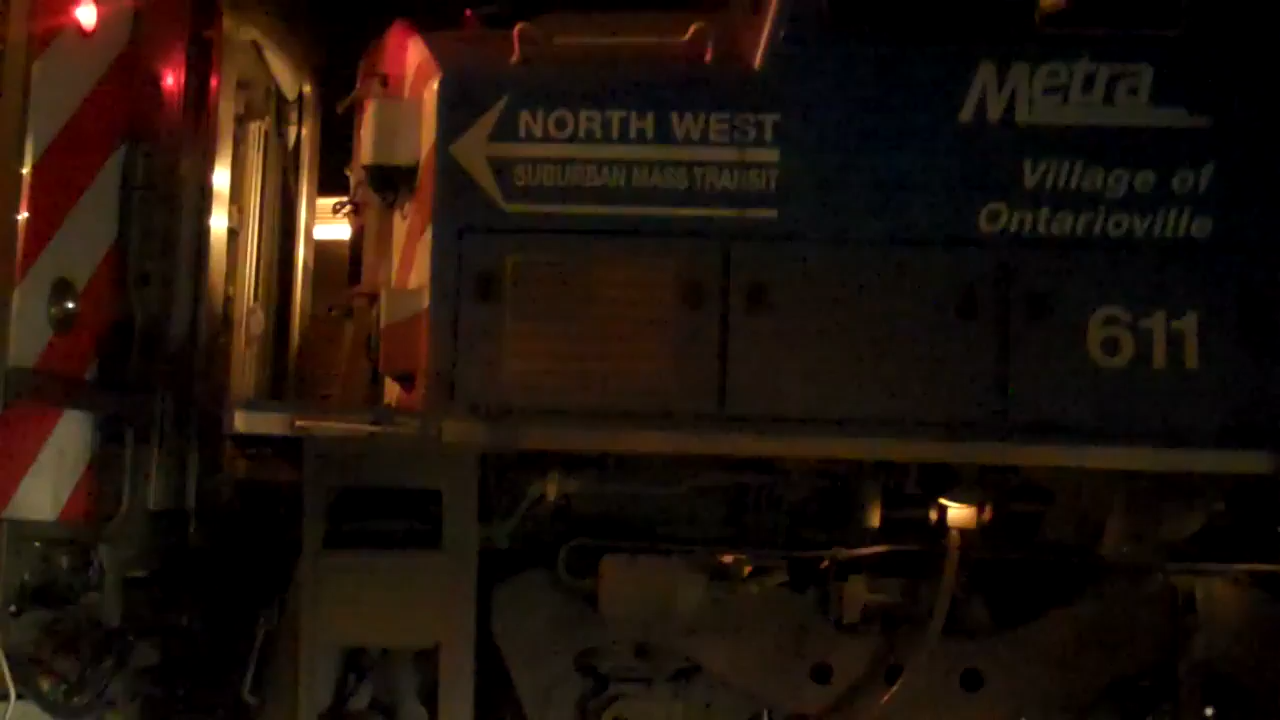 NORTH WEST
SUBURBAN MASS TRANSIT
Metra
Village of
Ontarioville
611